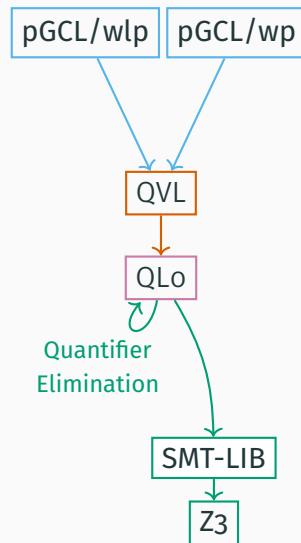 pGCL/wlp
pGCL/wp
QVL
QLo
Quantifier
Elimination
SMT-LIB
Z3